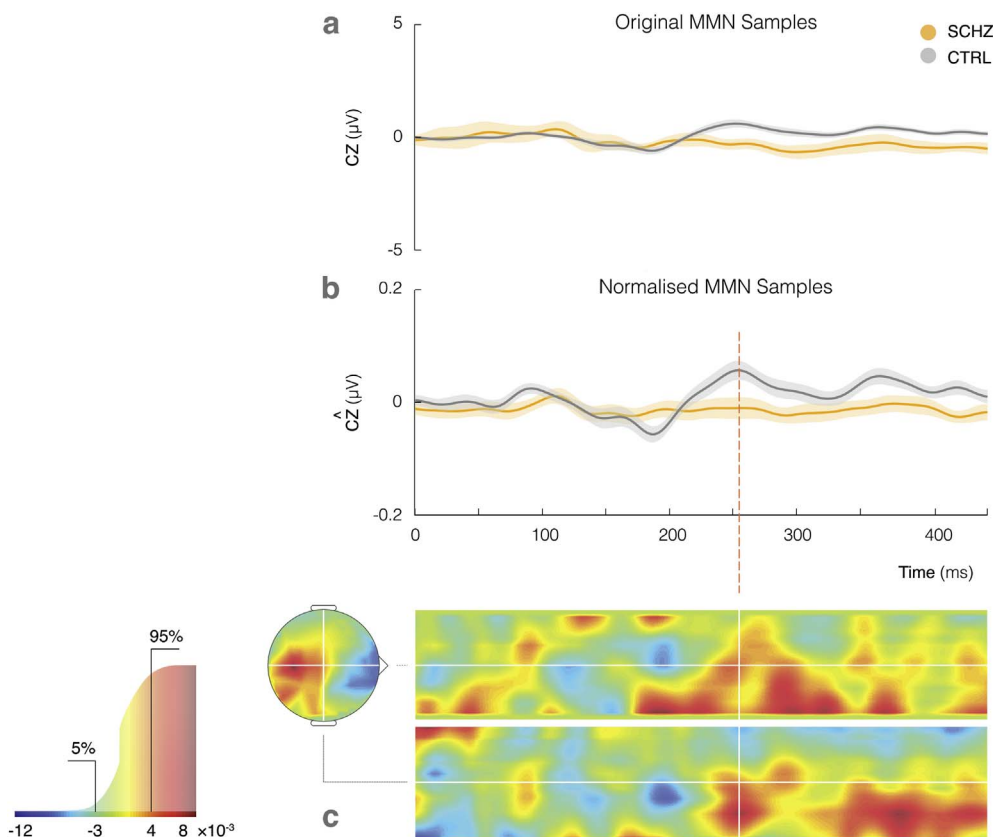 a
Original MMN Samples
SCHZ
CTRL
5
0
-5
CZ (µV)
b
Normalised MMN Samples
0.2
0
-0.2
ĈZ (µV)
0 100 200 300 400
Time (ms)
95%
5%
-12 -3 4 8 ×10⁻³
c